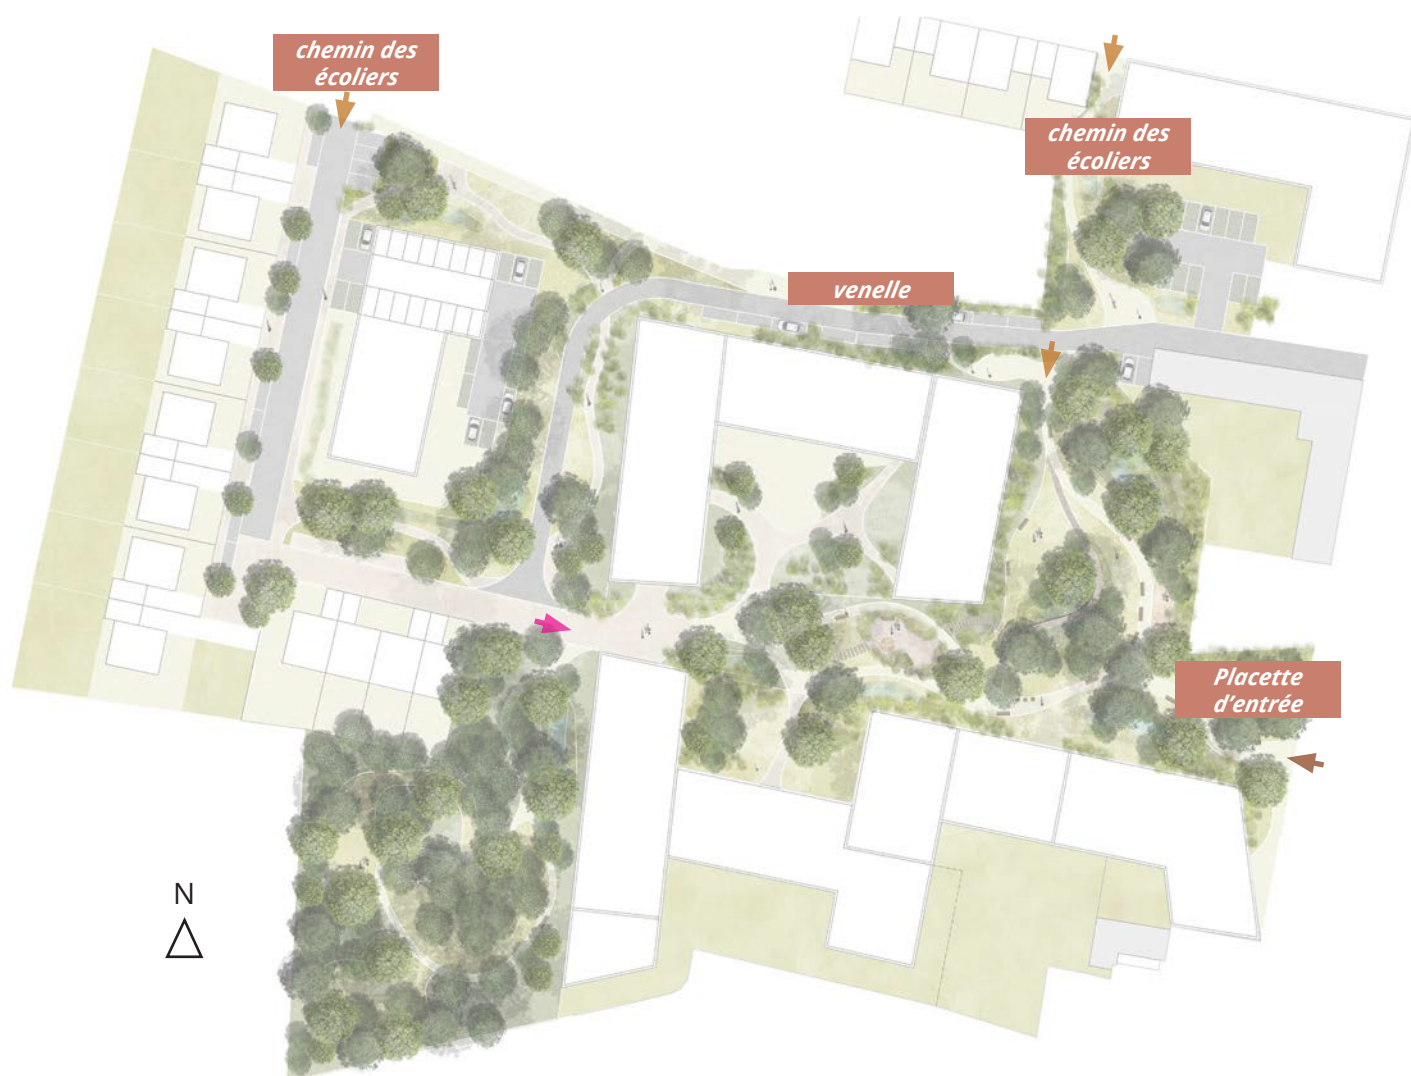 chemin des
écoliers
chemin des
écoliers
venelle
Placette
d'entrée
N